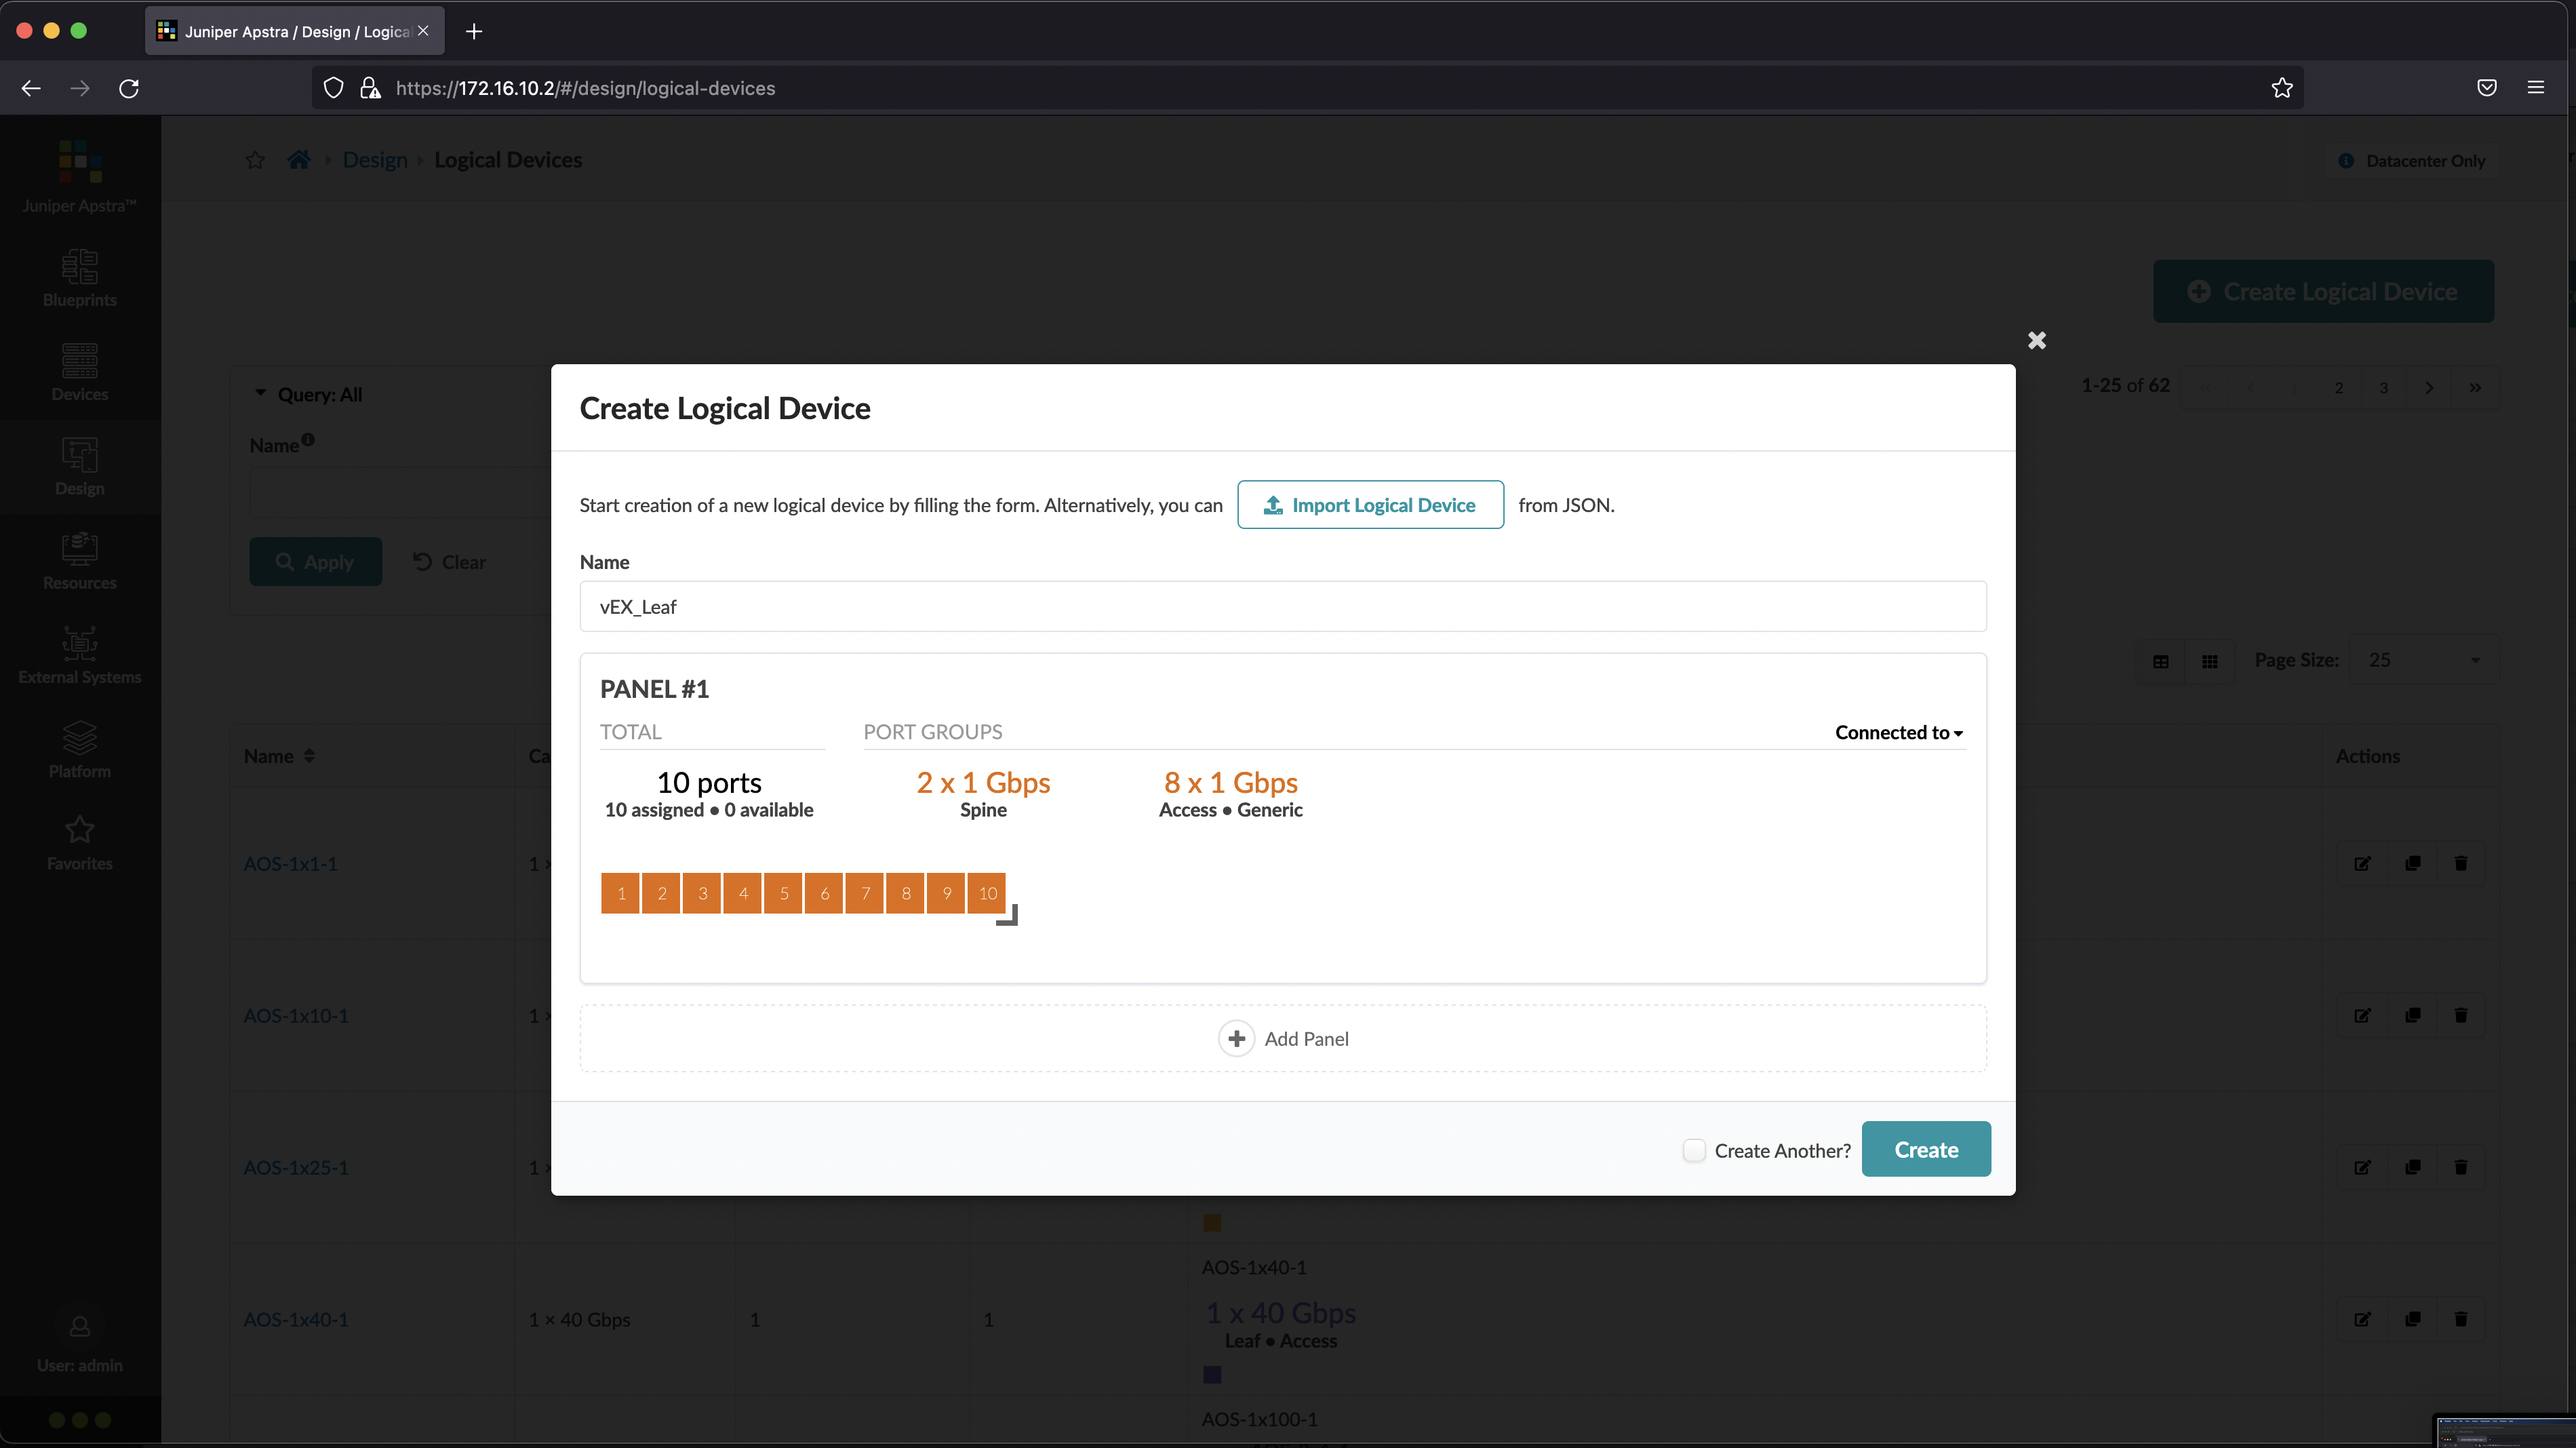 Juniper Apstra / Design / Logica
https://172.16.10.2/#/design/logical-devices
Juniper Apstra™
Blueprints
Devices
Design
Resources
External Systems
Platform
Favorites
User: admin
Design
Logical Devices
Datacenter Only
Create Logical Device
Query: All
1-25 of 62
2
3
Name
Apply
Clear
Page Size:
25
Name
Ca
Actions
AOS-1x1-1
1 ×
AOS-1x10-1
1 ×
AOS-1x25-1
1 ×
Create Logical Device
Start creation of a new logical device by filling the form. Alternatively, you can
Import Logical Device
from JSON.
Name
vEX_Leaf
PANEL #1
TOTAL
PORT GROUPS
Connected to
10 ports
2 x 1 Gbps
8 x 1 Gbps
10 assigned • 0 available
Spine
Access • Generic
1 2 3 4 5 6 7 8 9 10
Add Panel
Create Another?
Create
AOS-1x40-1
AOS-1x40-1
1 × 40 Gbps
1
1
1 x 40 Gbps
Leaf • Access
AOS-1x100-1